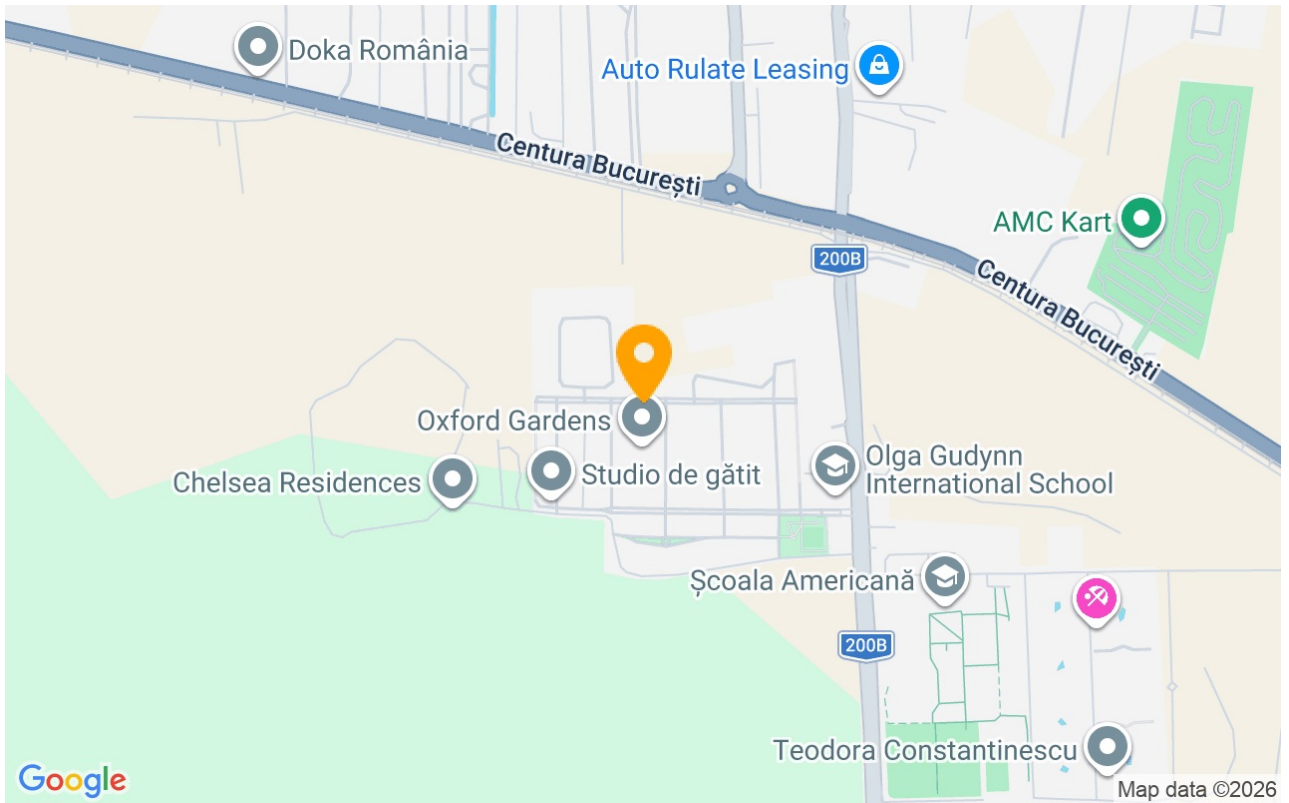 Doka România
Auto Rulate Leasing
Centura București
AMC Kart
200B
Centura București
Oxford Gardens
Olga Gudynn
International School
Studio de gătit
Chelsea Residences
Școala Americană
200B
Teodora Constantinescu
Google
Map data ©2026